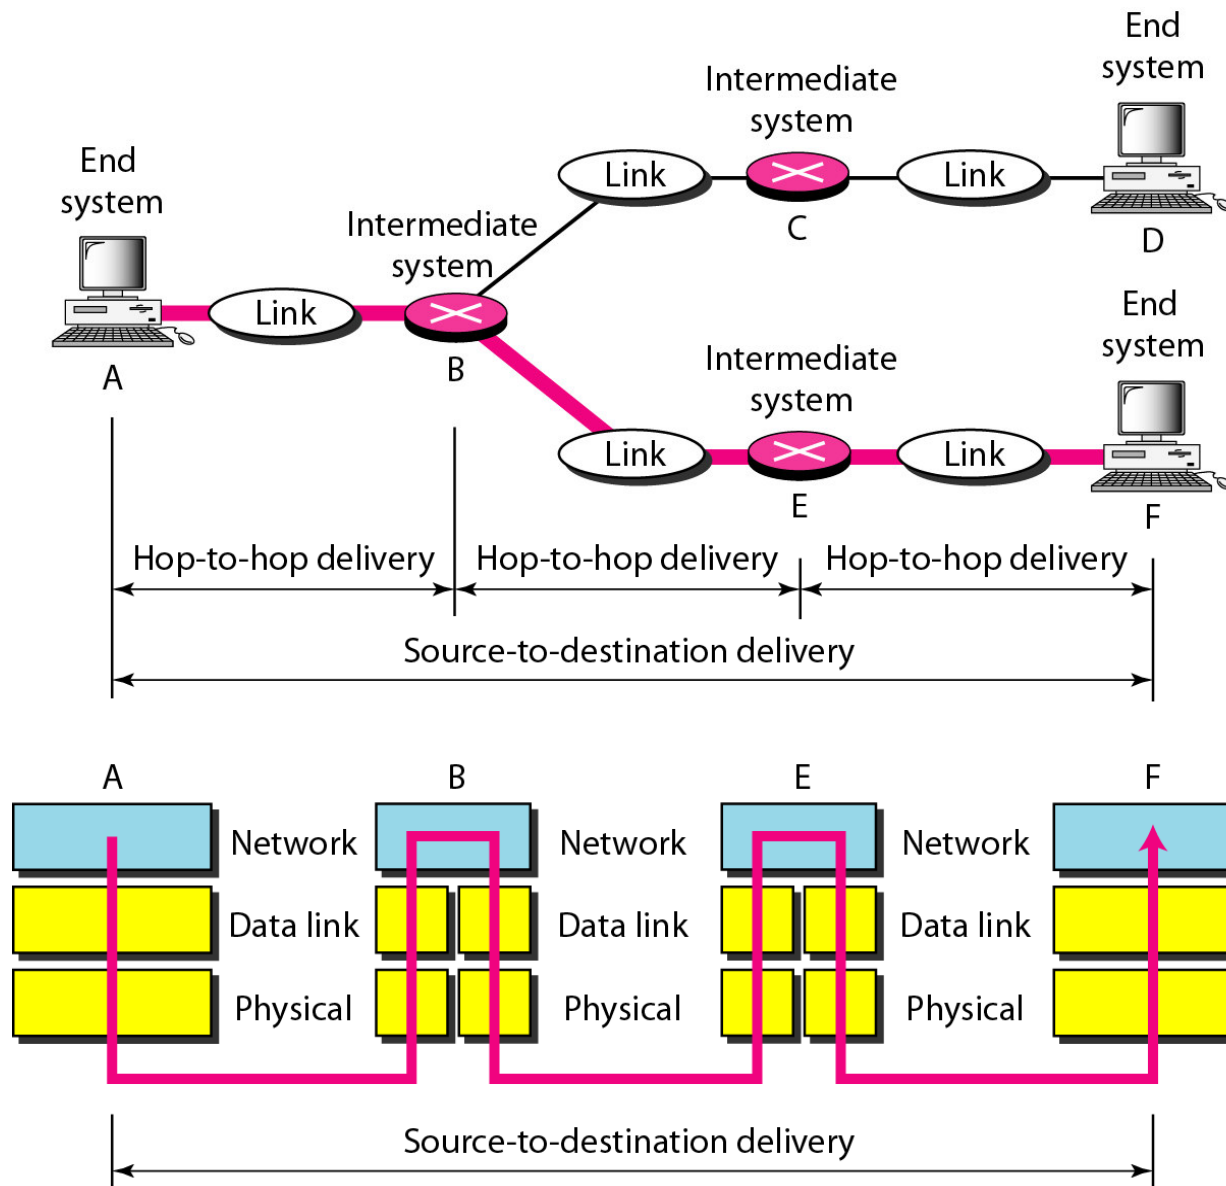 End
system
Intermediate
system
End
system
Link
Link
C
D
End
system
Intermediate
system
Link
A
B
Intermediate
system
End
system
Link
Link
E
F
Hop-to-hop delivery
Hop-to-hop delivery
Hop-to-hop delivery
Source-to-destination delivery
A
B
E
F
Network
Network
Network
Data link
Data link
Data link
Physical
Physical
Physical
Source-to-destination delivery